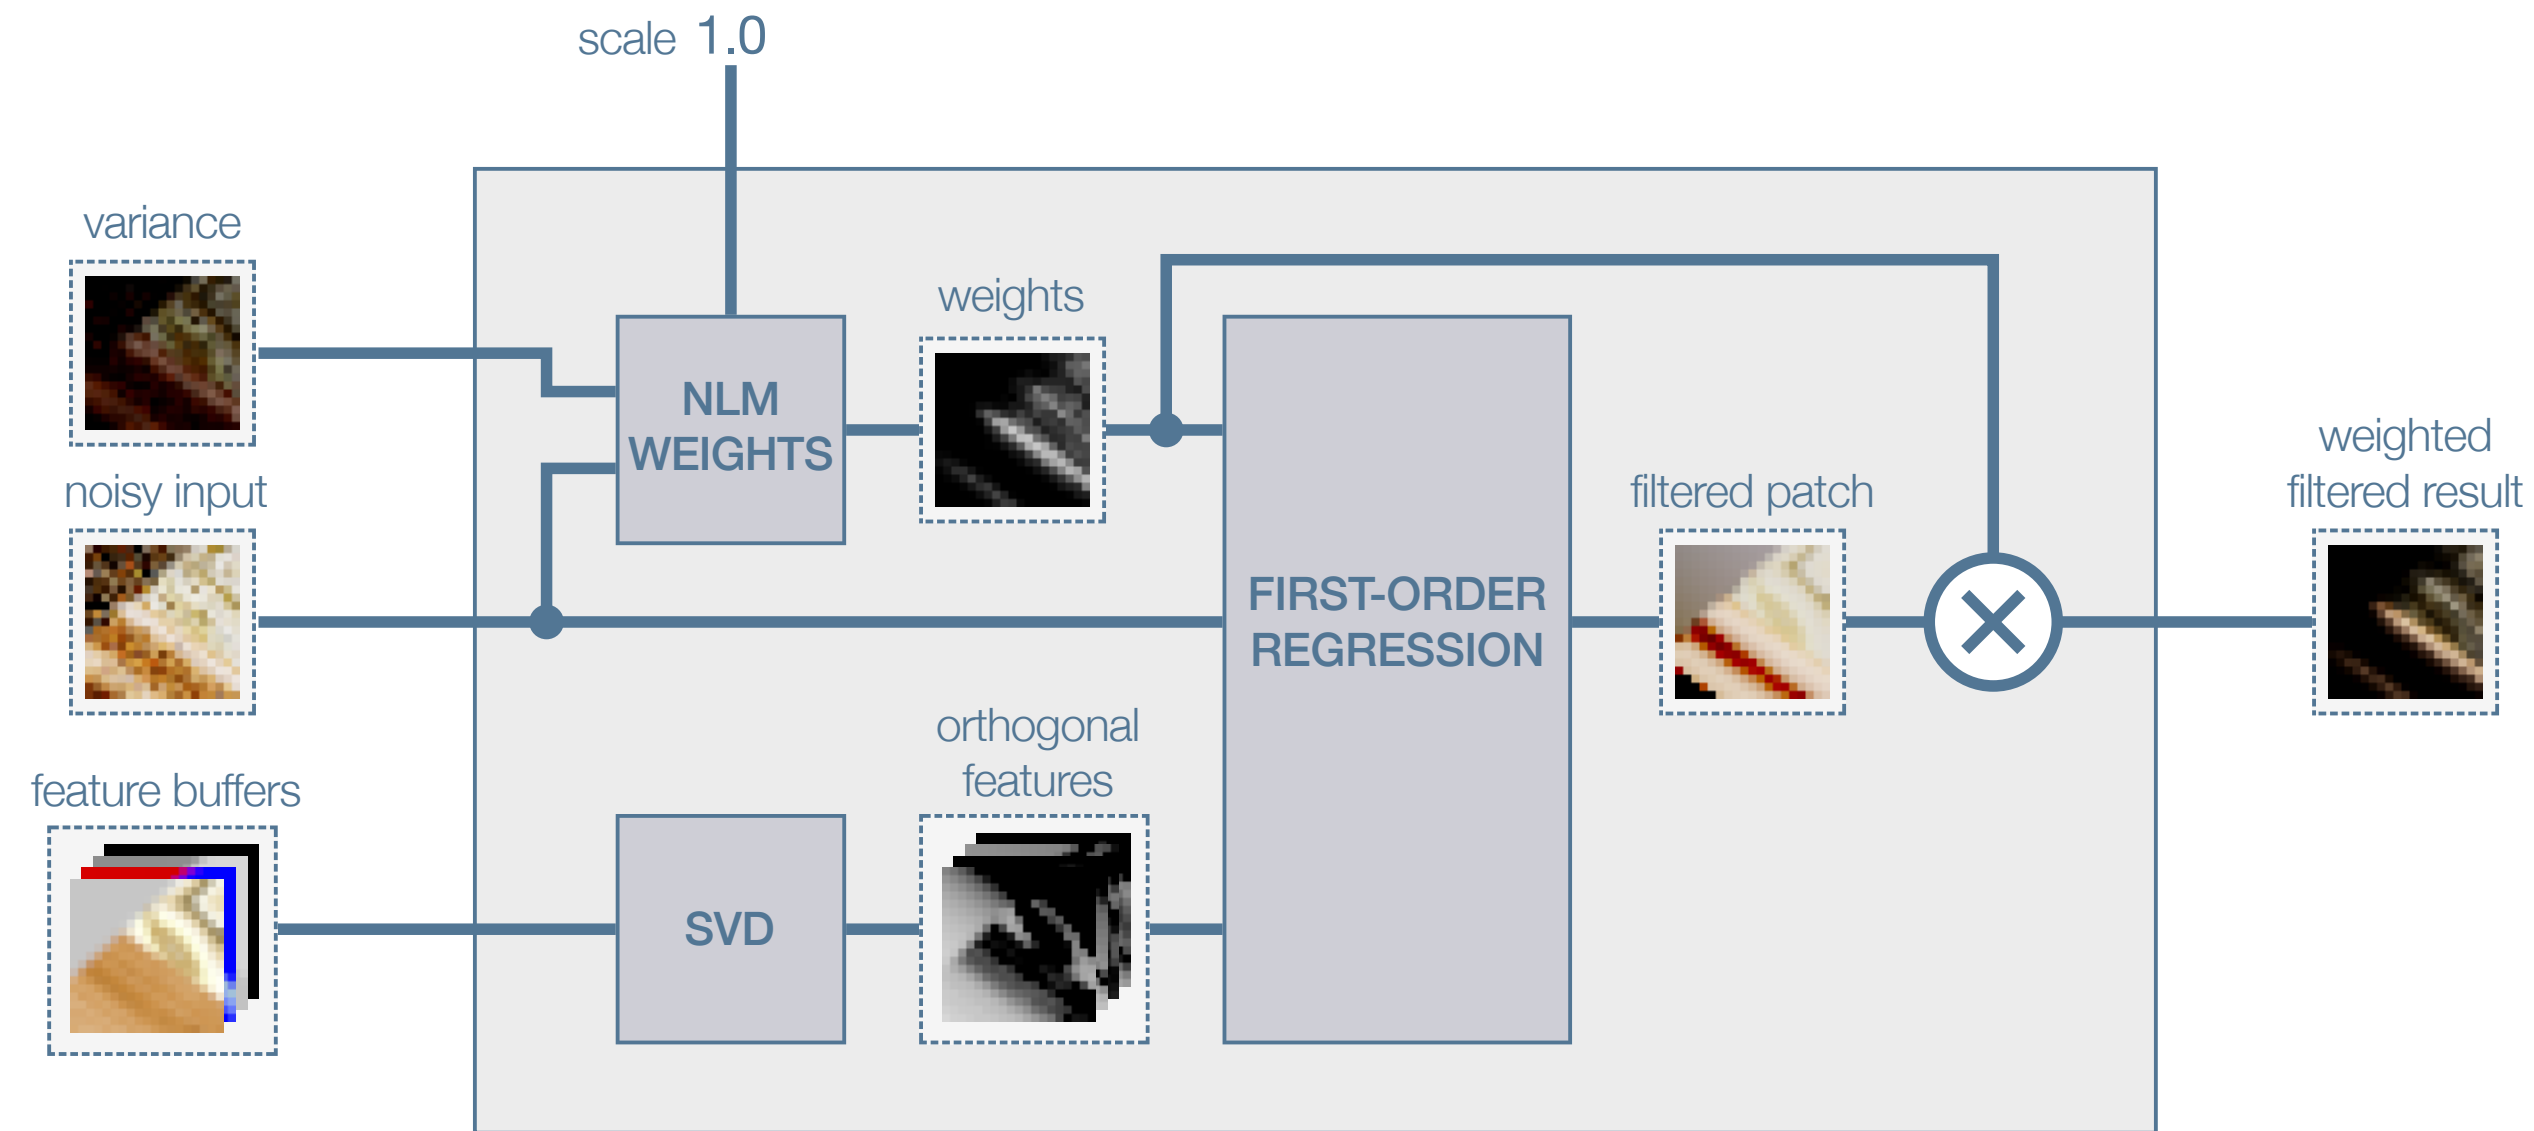 scale 1.0
variance
weights
NLM
WEIGHTS
noisy input
filtered patch
weighted
filtered result
FIRST-ORDER
REGRESSION
orthogonal
features
feature buffers
SVD